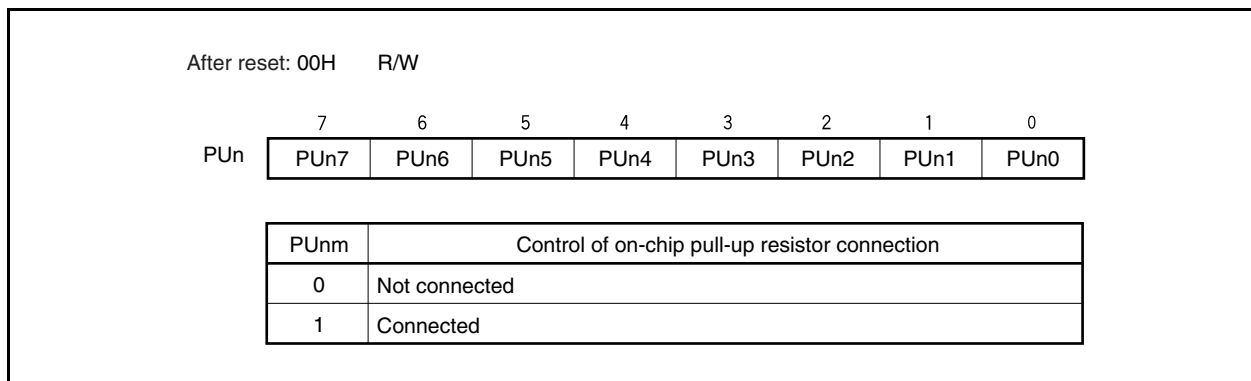 After reset: 00H R/W
7 6 5 4 3 2 1 0
PUn PUn7 PUn6 PUn5 PUn4 PUn3 PUn2 PUn1 PUn0
PUnm Control of on-chip pull-up resistor connection
0 Not connected
1 Connected